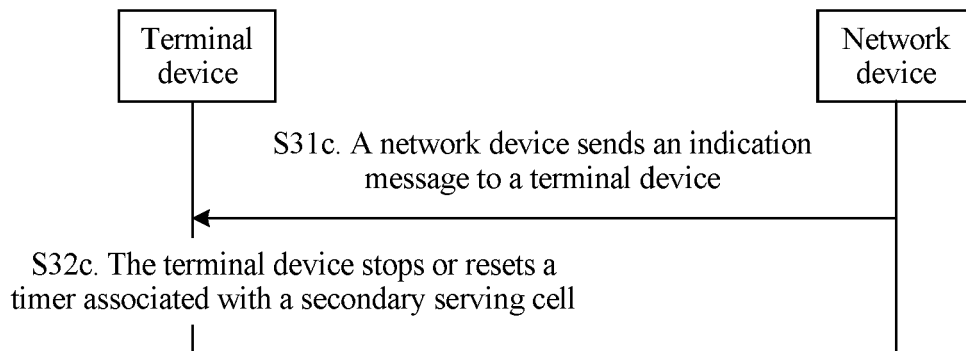 Terminal
device
Network
device
S31c. A network device sends an indication
message to a terminal device
S32c. The terminal device stops or resets a
timer associated with a secondary serving cell